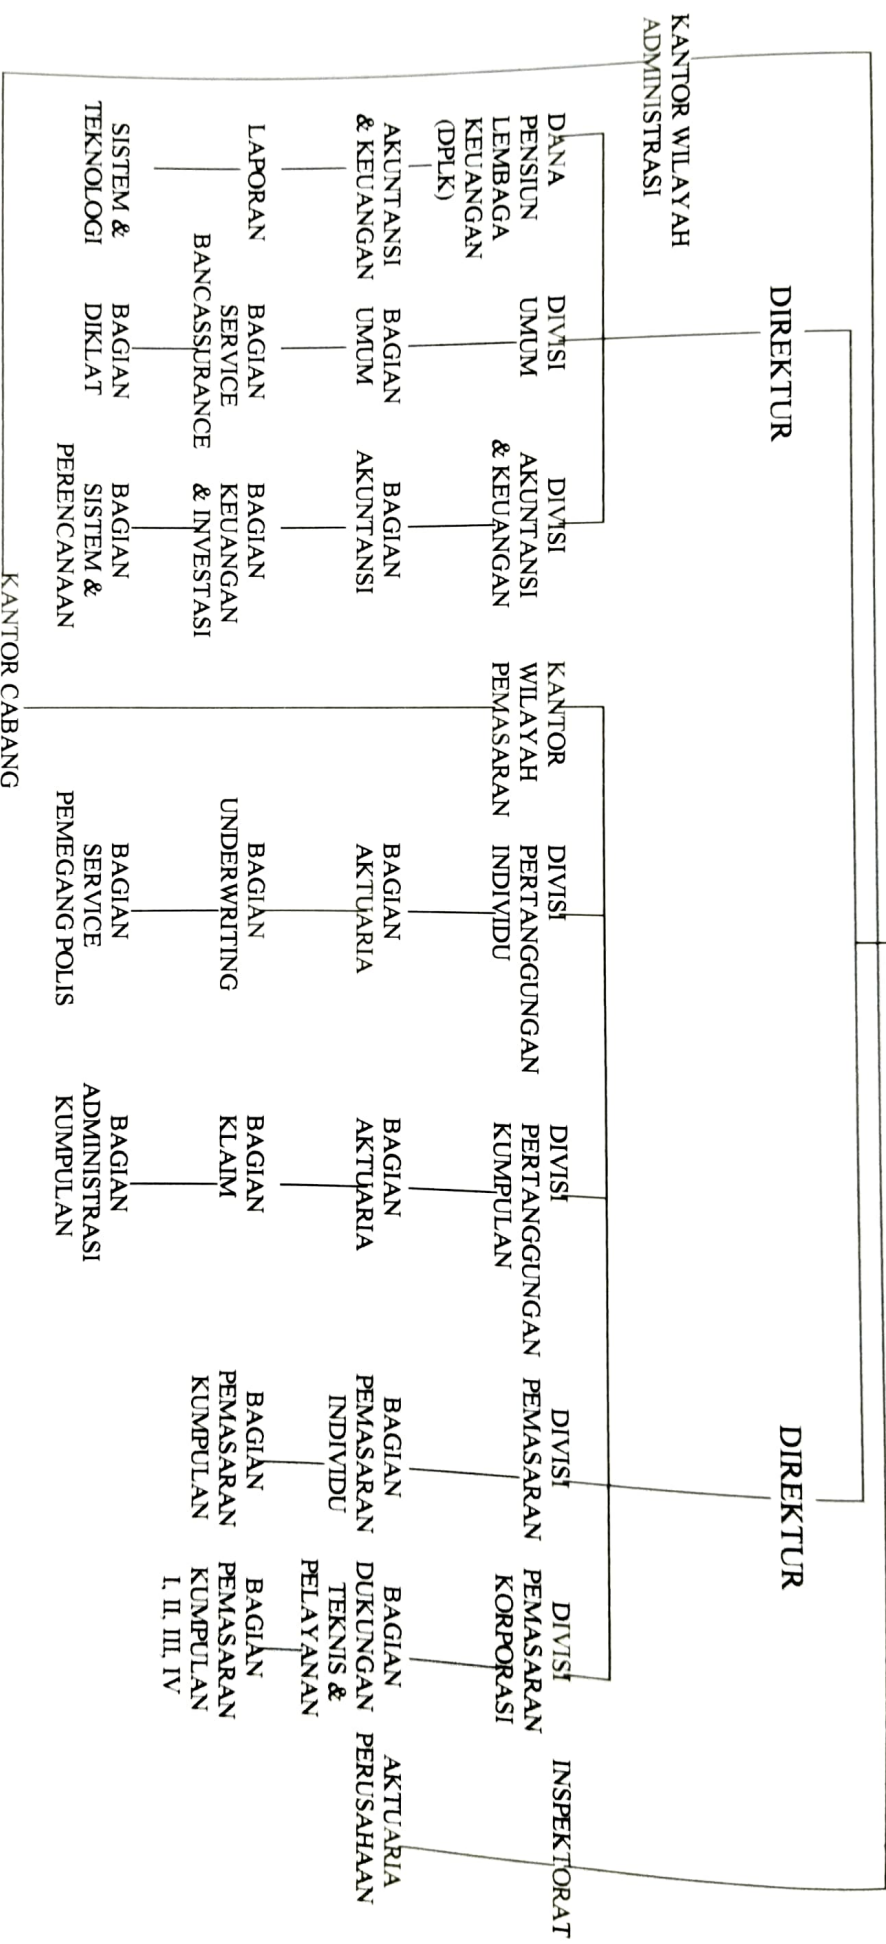 DIREKTUR
DIREKTUR
KANTOR WILAYAH
ADMINISTRASI
DANA
PENSIUN
LEMBAGA
KEUANGAN
(DPLK)
DIVISI
UMUM
DIVISI
AKUNTANSI
& KEUANGAN
KANTOR
WILAYAH
PEMASARAN
DIVISI
PERTANGGUNGAN
INDIVIDU
DIVISI
PERTANGGUNGAN
KUMPULAN
DIVISI
PEMASARAN
DIVISI
PEMASARAN
KORPORASI
INSPEKTORAT
AKUNTANSI
& KEUANGAN
BAGIAN
UMUM
BAGIAN
AKUNTANSI
BAGIAN
AKTUARIA
BAGIAN
AKTUARIA
BAGIAN
PEMASARAN
INDIVIDU
BAGIAN
DUKUNGAN
TEKNIS &
PELAYANAN
AKTUARIA
PERUSAHAAN
LAPORAN
BAGIAN
SERVICE
BANCASSURANCE
BAGIAN
KEUANGAN
& INVESTASI
BAGIAN
UNDERWRITING
BAGIAN
KLAIM
BAGIAN
PEMASARAN
KUMPULAN
BAGIAN
PEMASARAN
KUMPULAN
I, II, III, IV
SISTEM &
TEKNOLOGI
BAGIAN
DIKLAT
BAGIAN
SISTEM &
PERENCANAAN
BAGIAN
SERVICE
PEMEGANG POLIS
BAGIAN
ADMINISTRASI
KUMPULAN
KANTOR CABANG